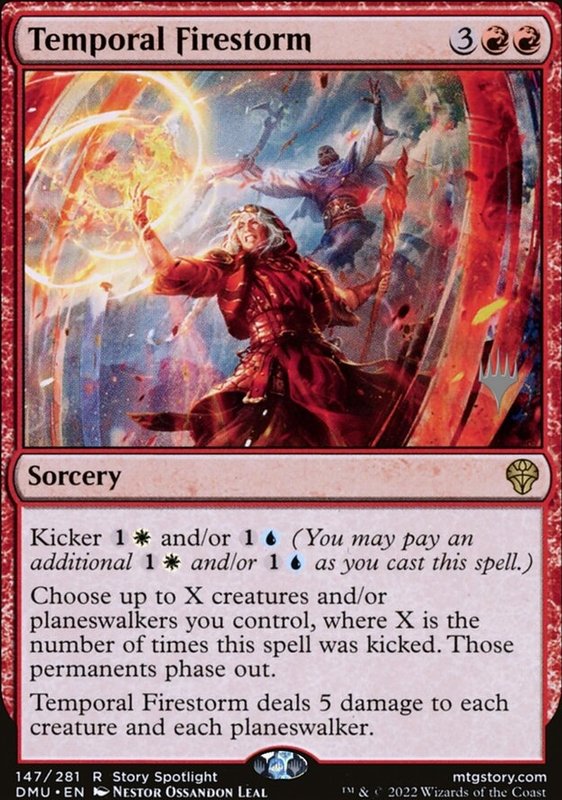 Temporal Firestorm 3
Sorcery
Kicker 1 and/or 1 (You may pay an
additional 1 and/or 1 as you cast this spell.)
Choose up to X creatures and/or
planeswalkers you control, where X is the
number of times this spell was kicked. Those
permanents phase out.
Temporal Firestorm deals 5 damage to each
creature and each planeswalker.
147/281 R Story Spotlight
mtgstory.com
DMU • EN Nestor Ossandon Leal
™ & © 2022 Wizards of the Coast